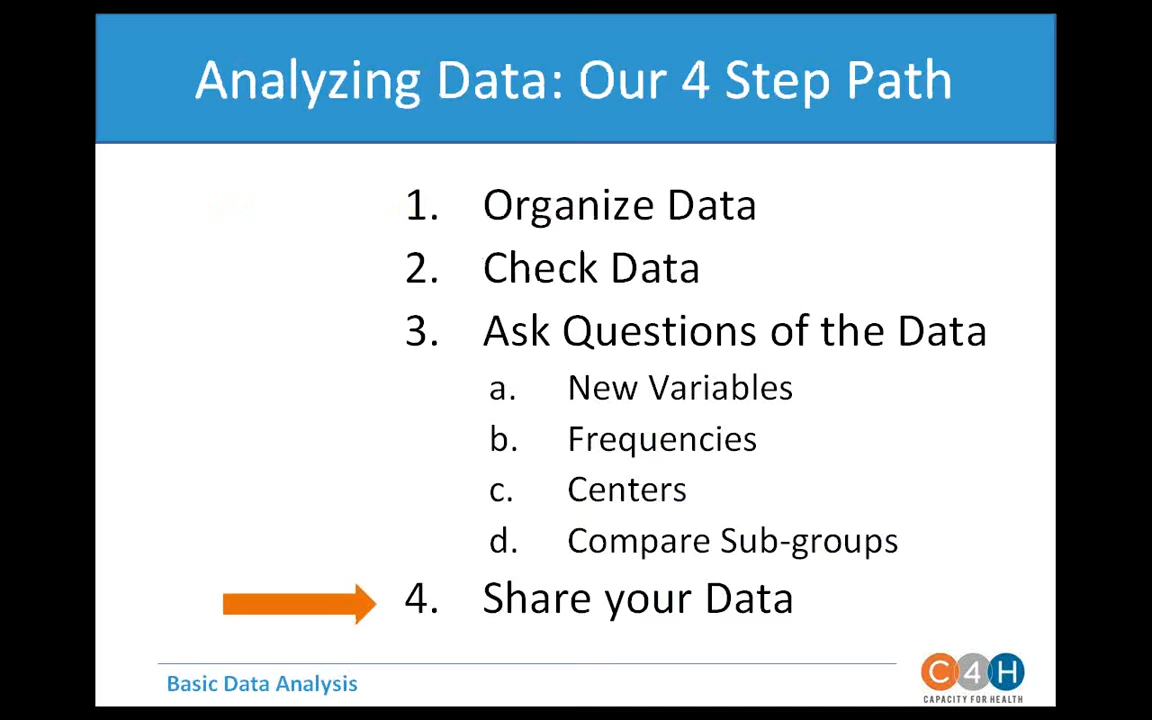 Analyzing Data: Our 4 Step Path
1. Organize Data
2. Check Data
3. Ask Questions of the Data
a. New Variables
b. Frequencies
c. Centers
d. Compare Sub-groups
4. Share your Data
Basic Data Analysis
C4H
CAPACITY FOR HEALTH